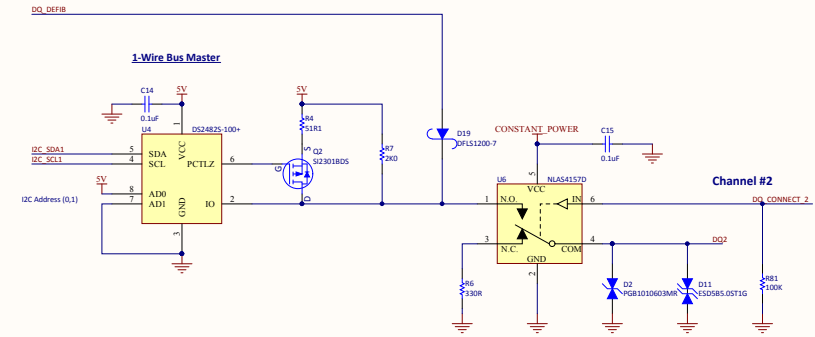 DQ_DEFIB
1-Wire Bus Master
C14
0.1uF
5V
U4
DS2482S-100+
1
VCC
I2C_SDA1
5
SDA
I2C_SCL1
4
SCL
PCTLZ
6
5V
8
AD0
I2C Address (0,1)
7
AD1
GND
IO
2
3
5V
R4
51R1
S
Q2
SI2301BDS
G
D
R7
2K0
D19
DFLS1200-7
CONSTANT_POWER
C15
0.1uF
Channel #2
5
U6
NLAS4157D
VCC
1
N.O.
IN
6
DQ_CONNECT_2
3
N.C.
COM
4
DQ2
GND
2
R6
330R
D2
PGB1010603MR
D11
ESD5B5.0ST1G
R81
100K